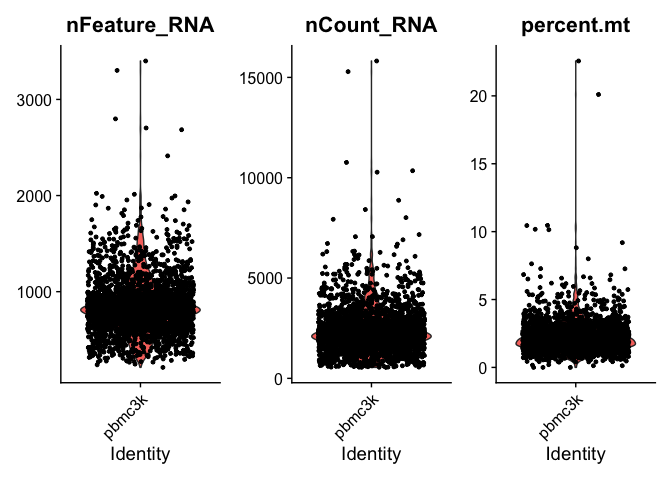 nFeature_RNA
3000
2000
1000
pbmc3k
Identity
nCount_RNA
15000
10000
5000
0
pbmc3k
Identity
percent.mt
20
15
10
5
0
pbmc3k
Identity